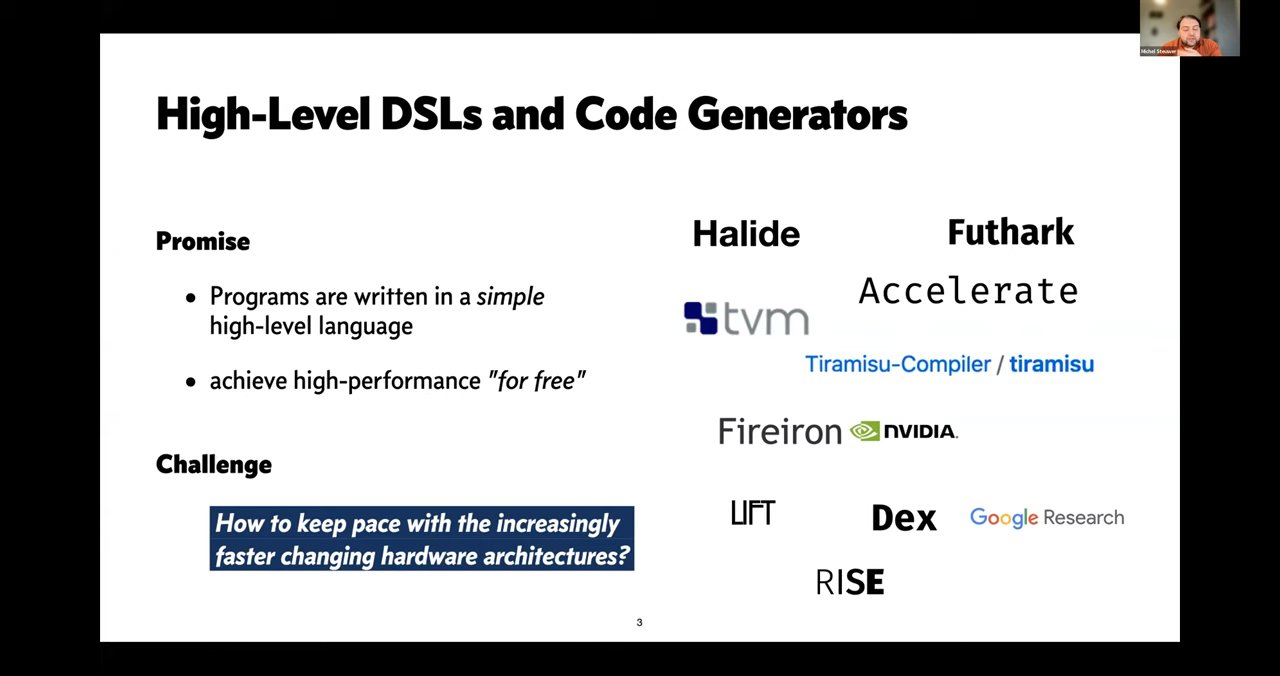 Michel Steuwer
High-Level DSLs and Code Generators
Promise
• Programs are written in a simple
high-level language
• achieve high-performance "for free"
Challenge
How to keep pace with the increasingly
faster changing hardware architectures?
Halide
Futhark
Accelerate
tvm
Tiramisu-Compiler / tiramisu
Fireiron NVIDIA.
LIFT
Dex Google Research
RISE
3